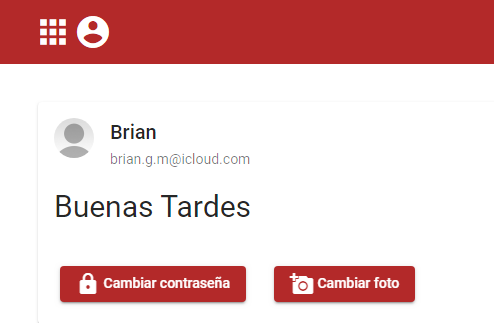 Brian
brian.g.m@icloud.com
Buenas Tardes
Cambiar contraseña
Cambiar foto